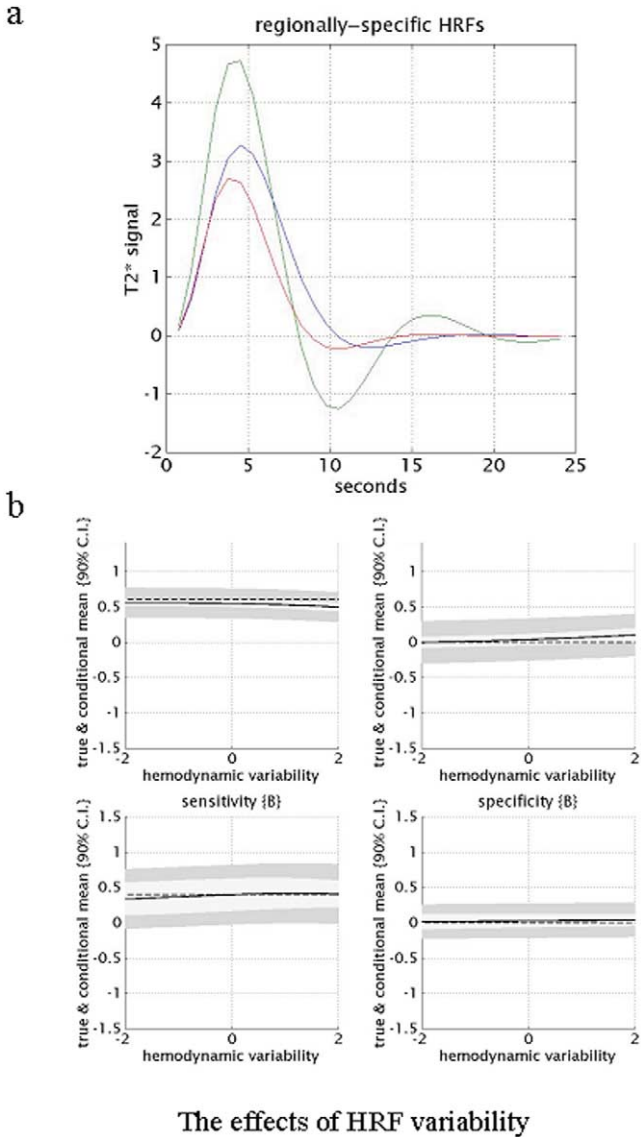 a
regionally–specific HRFs
5
4
3
2
1
0
-1
-2
T2* signal
0 5 10 15 20 25
seconds
b
true & conditional mean {90% C.I.}
1
0.5
0
-0.5
-1
-1.5
-2 0 2
hemodynamic variability
true & conditional mean {90% C.I.}
1
0.5
0
-0.5
-1
-1.5
-2 0 2
hemodynamic variability
sensitivity {B}
true & conditional mean {90% C.I.}
1.5
1
0.5
0
-0.5
-1
-1.5
-2 0 2
hemodynamic variability
specificity {B}
true & conditional mean {90% C.I.}
1.5
1
0.5
0
-0.5
-1
-1.5
-2 0 2
hemodynamic variability
The effects of HRF variability